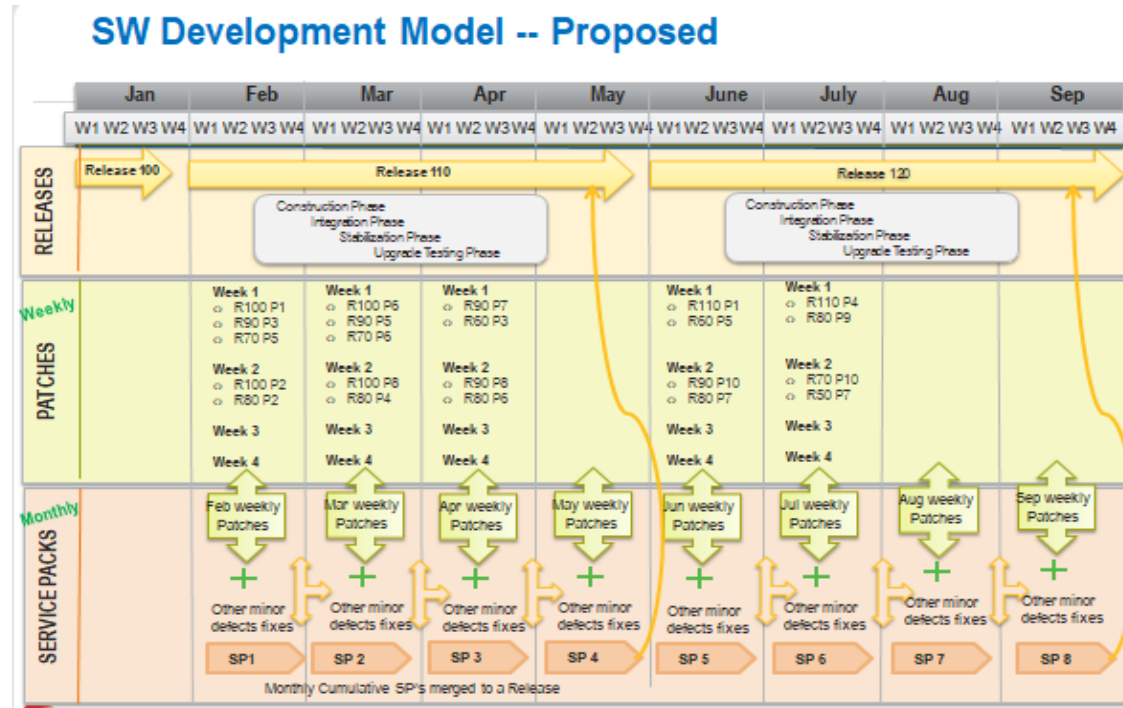 SW Development Model -- Proposed
Jan Feb Mar Apr May June July Aug Sep
W1 W2 W3 W4 W1 W2 W3 W4 W1 W2 W3 W4 W1 W2 W3 W4 W1 W2 W3 W4 W1 W2 W3 W4 W1 W2 W3 W4 W1 W2 W3 W4 W1 W2 W3 W4
RELEASES
Release 100
Release 110
Release 120
Construction Phase
Integration Phase
Stabilization Phase
Upgrade Testing Phase
Construction Phase
Integration Phase
Stabilization Phase
Upgrade Testing Phase
Weekly
PATCHES
Week 1
R100 P1
R90 P3
R70 P5
Week 2
R100 P2
R80 P2
Week 3
Week 4
Week 1
R100 P6
R90 P5
R70 P6
Week 2
R100 P8
R80 P4
Week 3
Week 4
Week 1
R90 P7
R60 P3
Week 2
R90 P8
R80 P6
Week 3
Week 4
Week 1
R110 P1
R60 P5
Week 2
R90 P10
R80 P7
Week 3
Week 4
Week 1
R110 P4
R80 P9
Week 2
R70 P10
R50 P7
Week 3
Week 4
Monthly
SERVICE PACKS
Feb weekly
Patches
Mar weekly
Patches
Apr weekly
Patches
May weekly
Patches
Jun weekly
Patches
Jul weekly
Patches
Aug weekly
Patches
Sep weekly
Patches
Other minor
defects fixes
Other minor
defects fixes
Other minor
defects fixes
Other minor
defects fixes
Other minor
defects fixes
Other minor
defects fixes
Other minor
defects fixes
Other minor
defects fixes
SP1
SP 2
SP 3
SP 4
SP 5
SP 6
SP 7
SP 8
Monthly Cumulative SP's merged to a Release